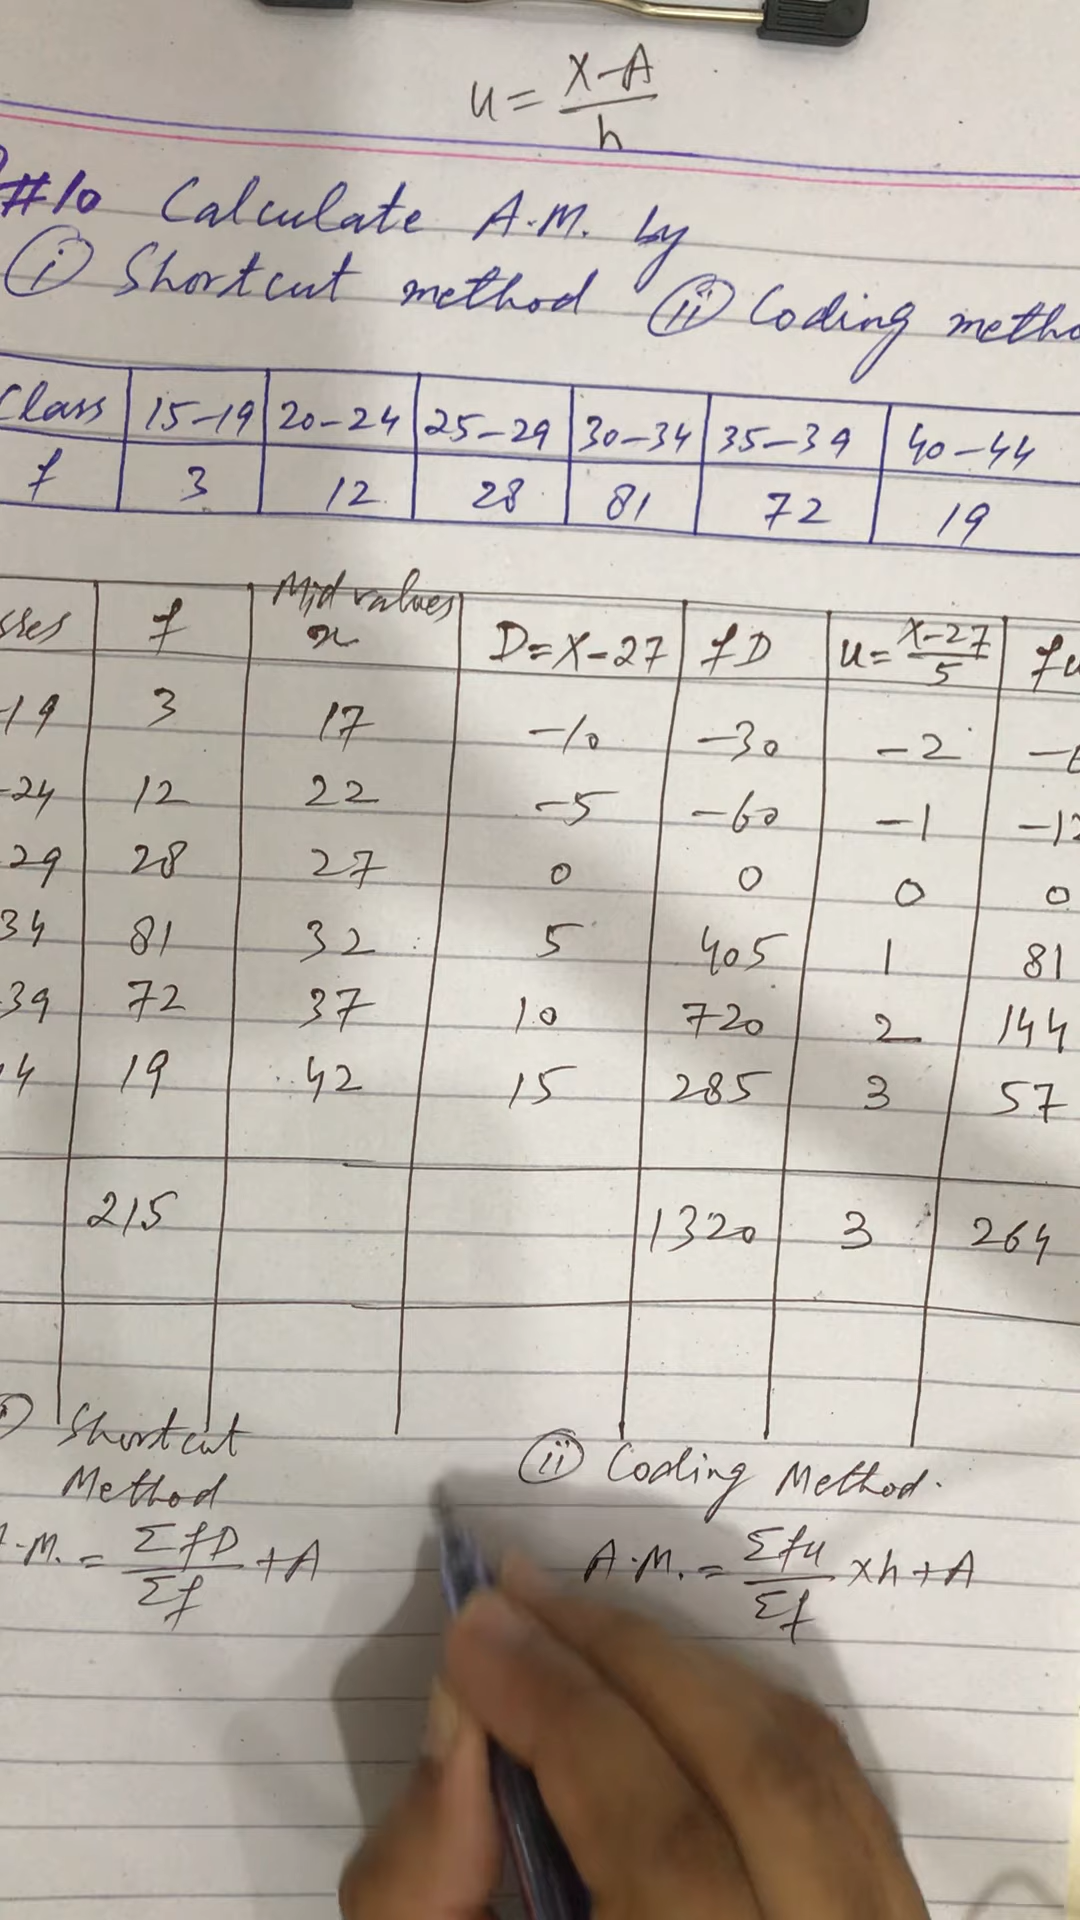 u = X-A / h
#10 Calculate A.M. by
(i) Shortcut method (ii) Coding metho
Class 15-19 20-24 25-29 30-34 35-39 40-44
f 3 12 28 81 72 19
sses f Mid values x D=X-27 fD u= X-27 / 5 fu
-19 3 17 -10 -30 -2 -6
-24 12 22 -5 -60 -1 -12
29 28 27 0 0 0 0
34 81 32 5 405 1 81
39 72 37 10 720 2 144
4 19 42 15 285 3 57
215 1320 3 264
Shortcut Method
A.M. = ΣfD / Σf + A
(ii) Coding Method.
A.M. = Σfu / Σf xh+A